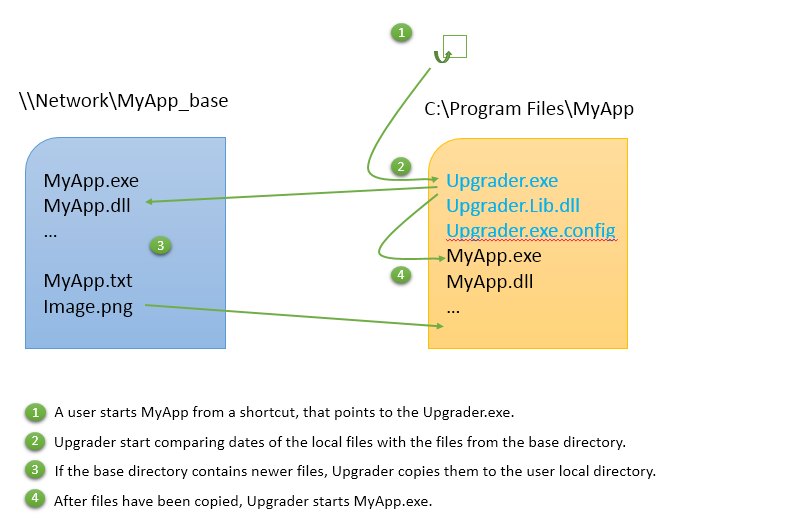 1
\\Network\MyApp_base
C:\Program Files\MyApp
MyApp.exe
MyApp.dll
...
MyApp.txt
Image.png
2
3
4
Upgrader.exe
Upgrader.Lib.dll
Upgrader.exe.config
MyApp.exe
MyApp.dll
...
1 A user starts MyApp from a shortcut, that points to the Upgrader.exe.
2 Upgrader start comparing dates of the local files with the files from the base directory.
3 If the base directory contains newer files, Upgrader copies them to the user local directory.
4 After files have been copied, Upgrader starts MyApp.exe.